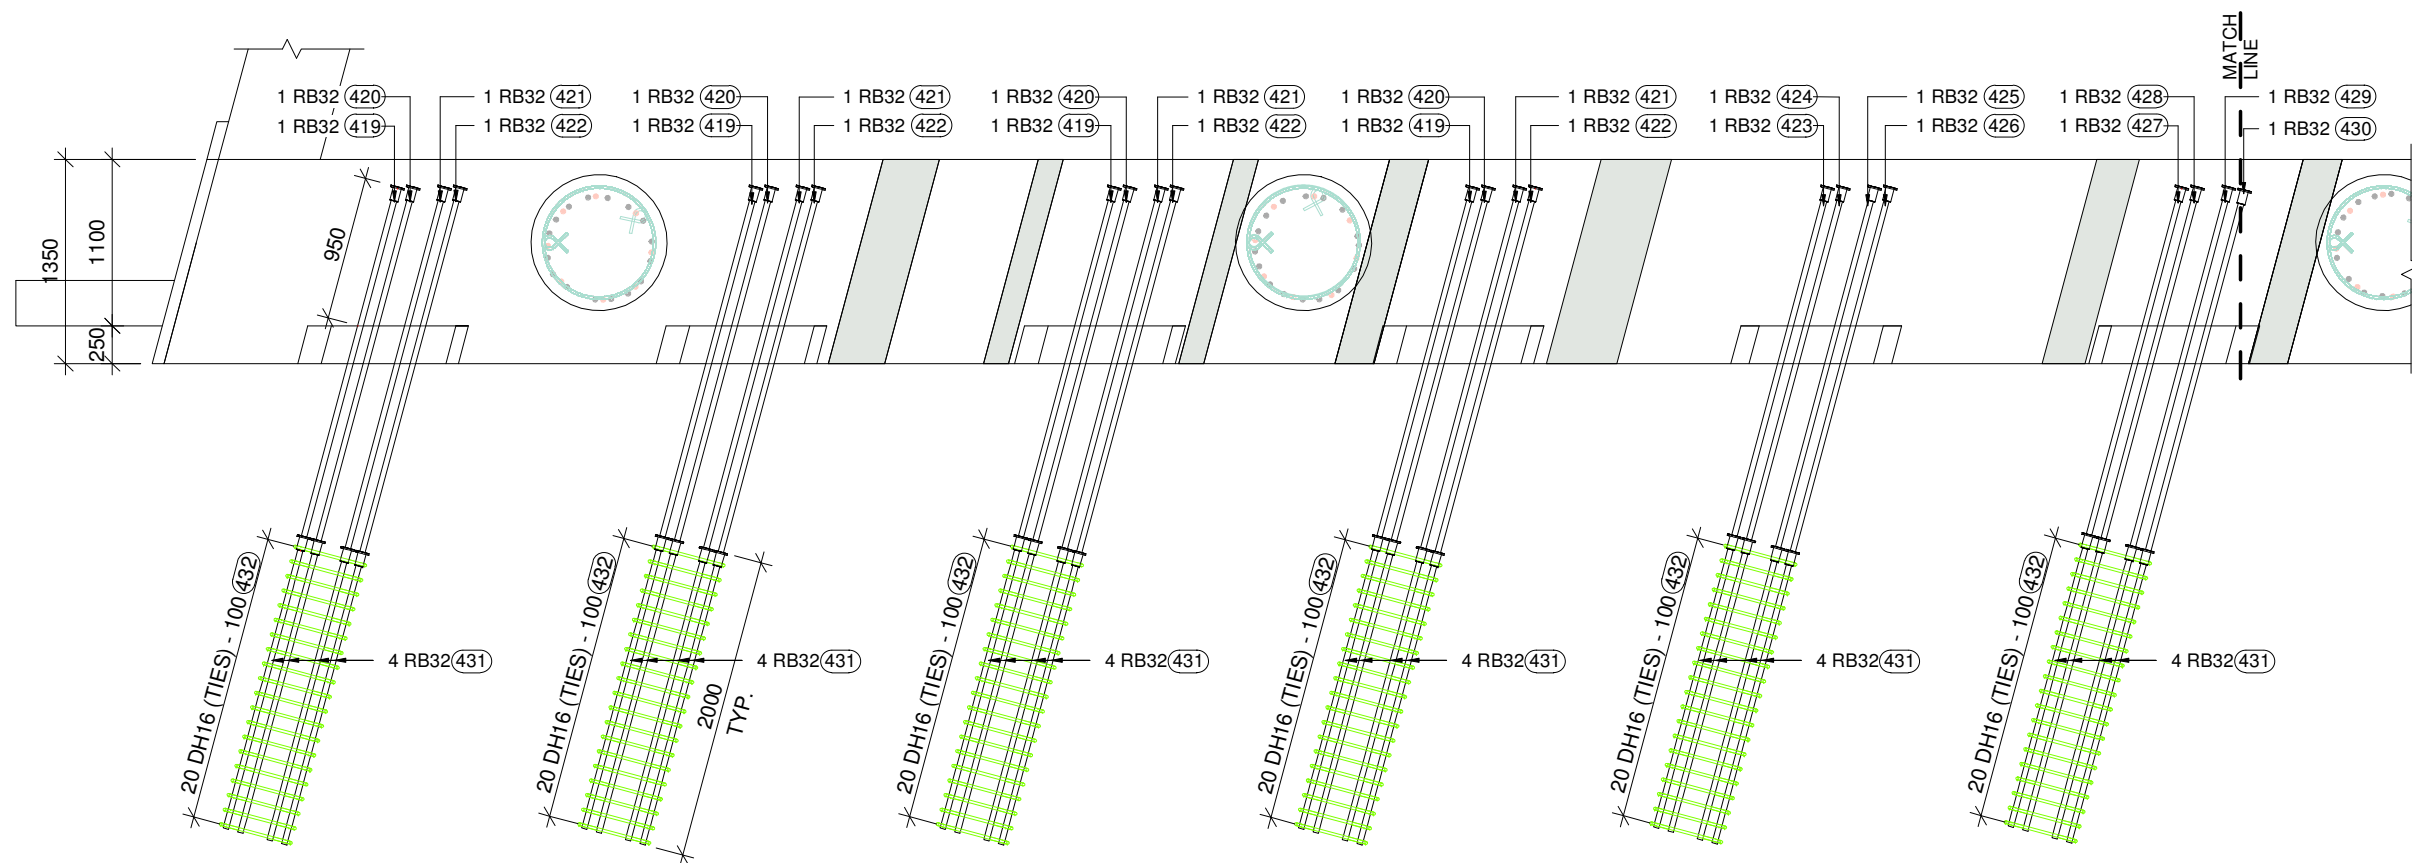 MATCH
LINE
1 RB32 420
1 RB32 421
1 RB32 420
1 RB32 421
1 RB32 420
1 RB32 421
1 RB32 420
1 RB32 421
1 RB32 424
1 RB32 425
1 RB32 428
1 RB32 429
1 RB32 419
1 RB32 422
1 RB32 419
1 RB32 422
1 RB32 419
1 RB32 422
1 RB32 419
1 RB32 422
1 RB32 423
1 RB32 426
1 RB32 427
1 RB32 430
1350
1100
950
250
20 DH16 (TIES) - 100 432
20 DH16 (TIES) - 100 432
20 DH16 (TIES) - 100 432
20 DH16 (TIES) - 100 432
20 DH16 (TIES) - 100 432
20 DH16 (TIES) - 100 432
4 RB32 431
4 RB32 431
4 RB32 431
4 RB32 431
4 RB32 431
4 RB32 431
2000
TYP.